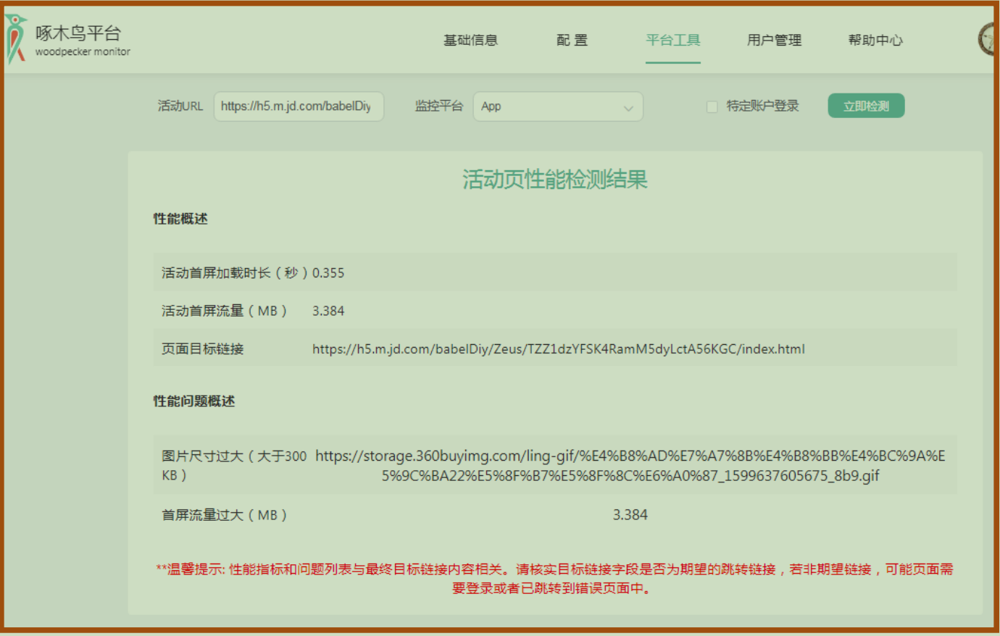 啄木鸟平台
woodpecker monitor
基础信息
配 置
平台工具
用户管理
帮助中心
活动URL
https://h5.m.jd.com/babelDiy
监控平台
App
特定账户登录
立即检测
活动页性能检测结果
性能概述
活动首屏加载时长（秒）0.355
活动首屏流量（MB） 3.384
页面目标链接 https://h5.m.jd.com/babelDiy/Zeus/TZZ1dzYFSK4RamM5dyLctA56KGC/index.html
性能问题概述
图片尺寸过大（大于300
KB）
https://storage.360buyimg.com/ling-gif/%E4%B8%AD%E7%A7%8B%E4%B8%BB%E4%BC%9A%E
5%9C%BA22%E5%8F%B7%E5%8F%8C%E6%A0%87_1599637605675_8b9.gif
首屏流量过大（MB） 3.384
**温馨提示: 性能指标和问题列表与最终目标链接内容相关。请核实目标链接字段是否为期望的跳转链接，若非期望链接，可能页面需
要登录或者已跳转到错误页面中。